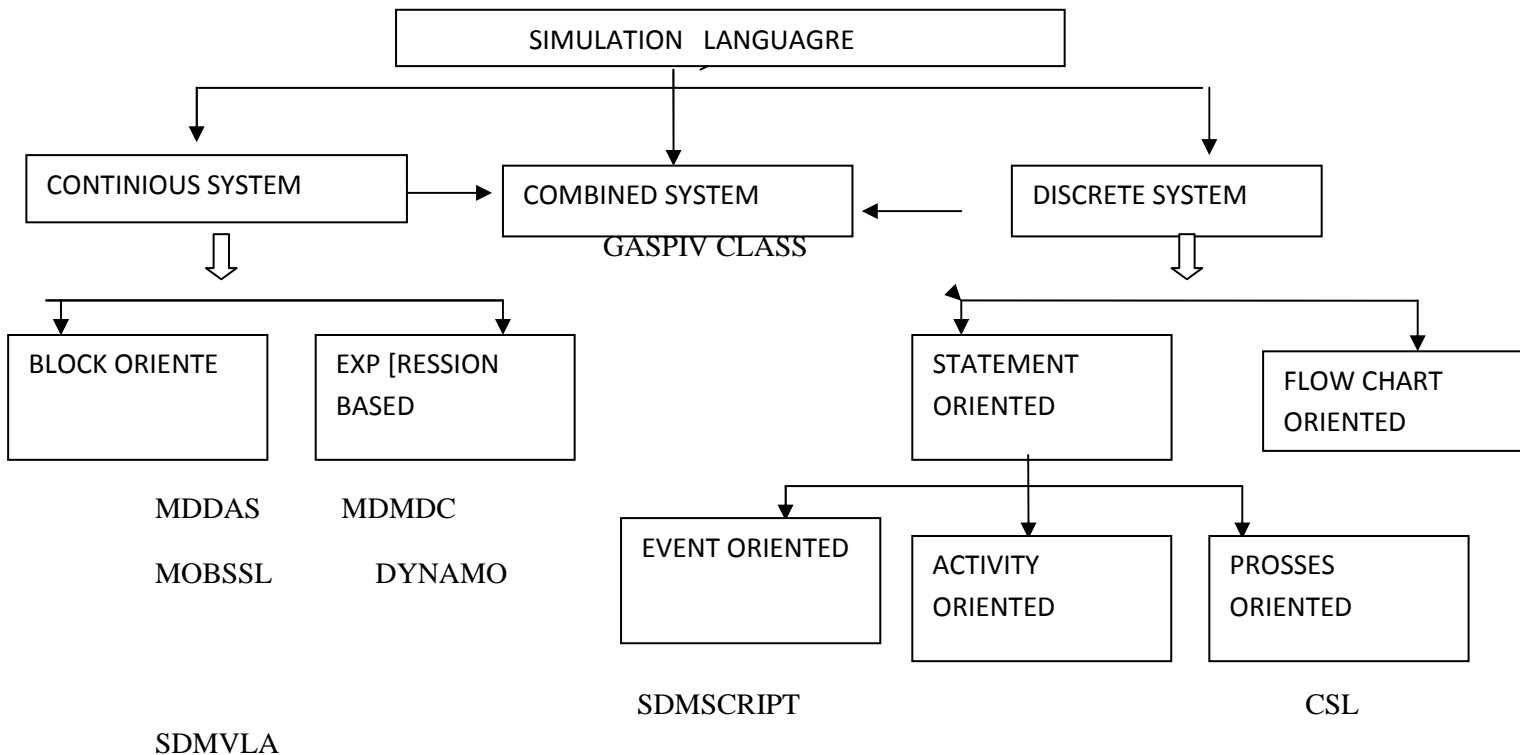 SIMULATION LANGUAGRE
CONTINIOUS SYSTEM
COMBINED SYSTEM
DISCRETE SYSTEM
GASPIV CLASS
BLOCK ORIENTE
EXP [RESSION
BASED
STATEMENT
ORIENTED
FLOW CHART
ORIENTED
MDDAS MDMDC
MOBSSL DYNAMO
EVENT ORIENTED
ACTIVITY
ORIENTED
PROSSES
ORIENTED
SDMSCRIPT CSL
SDMVLA